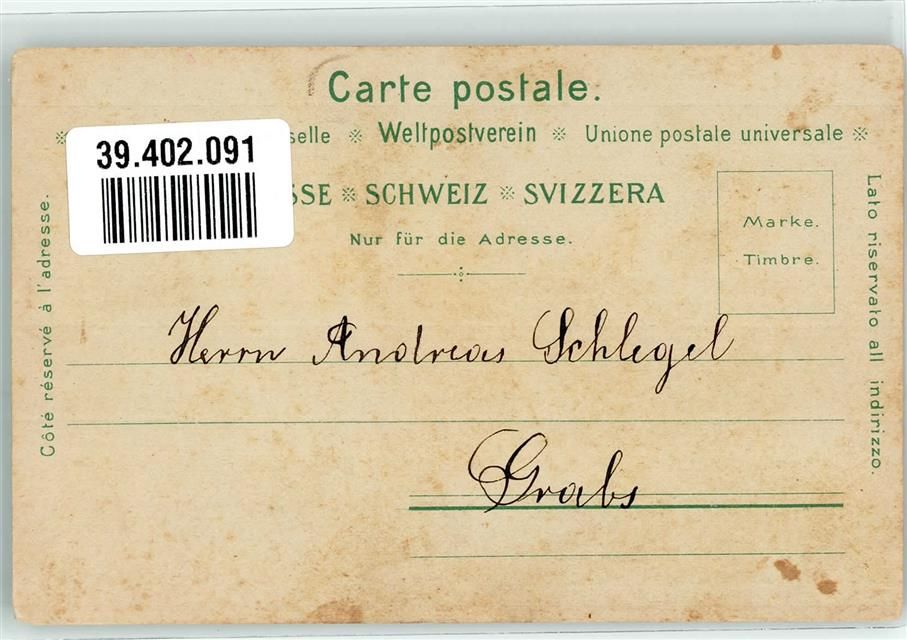 Carte postale.
selle ※ Weltpostverein ※ Unione postale universale ※
39.402.091
SSE ※ SCHWEIZ ※ SVIZZERA
Nur für die Adresse.
Marke.
Timbre.
Côté réservé à l'adresse.
Lato riservato all indirizzo.
Herrn Andreas Schlegel
Grabs